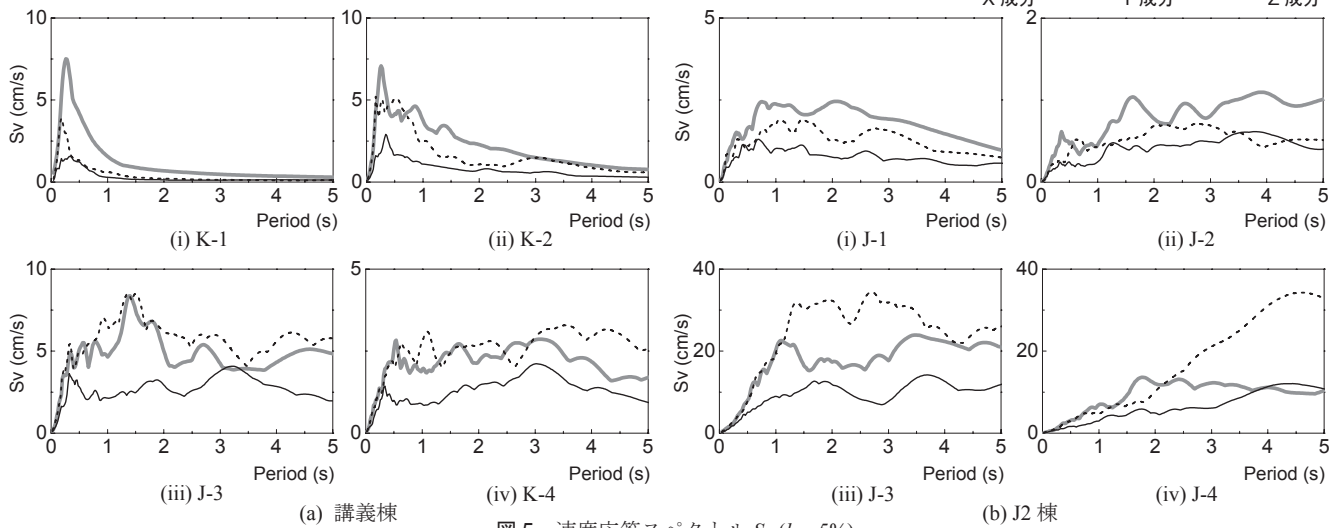 X 成分 Y 成分 Z 成分
10
5
0
Sv (cm/s)
0 1 2 3 4 5
Period (s)
(i) K-1
10
5
0
0 1 2 3 4 5
Period (s)
(ii) K-2
5
0
Sv (cm/s)
0 1 2 3 4 5
Period (s)
(i) J-1
2
1
0
0 1 2 3 4 5
Period (s)
(ii) J-2
10
5
0
Sv (cm/s)
0 1 2 3 4 5
Period (s)
(iii) J-3
5
0
0 1 2 3 4 5
Period (s)
(iv) K-4
40
20
0
Sv (cm/s)
0 1 2 3 4 5
Period (s)
(iii) J-3
40
20
0
0 1 2 3 4 5
Period (s)
(iv) J-4
(a) 講義棟
(b) J2 棟
図 5 速度応答スペクトル Sv (h=5%)